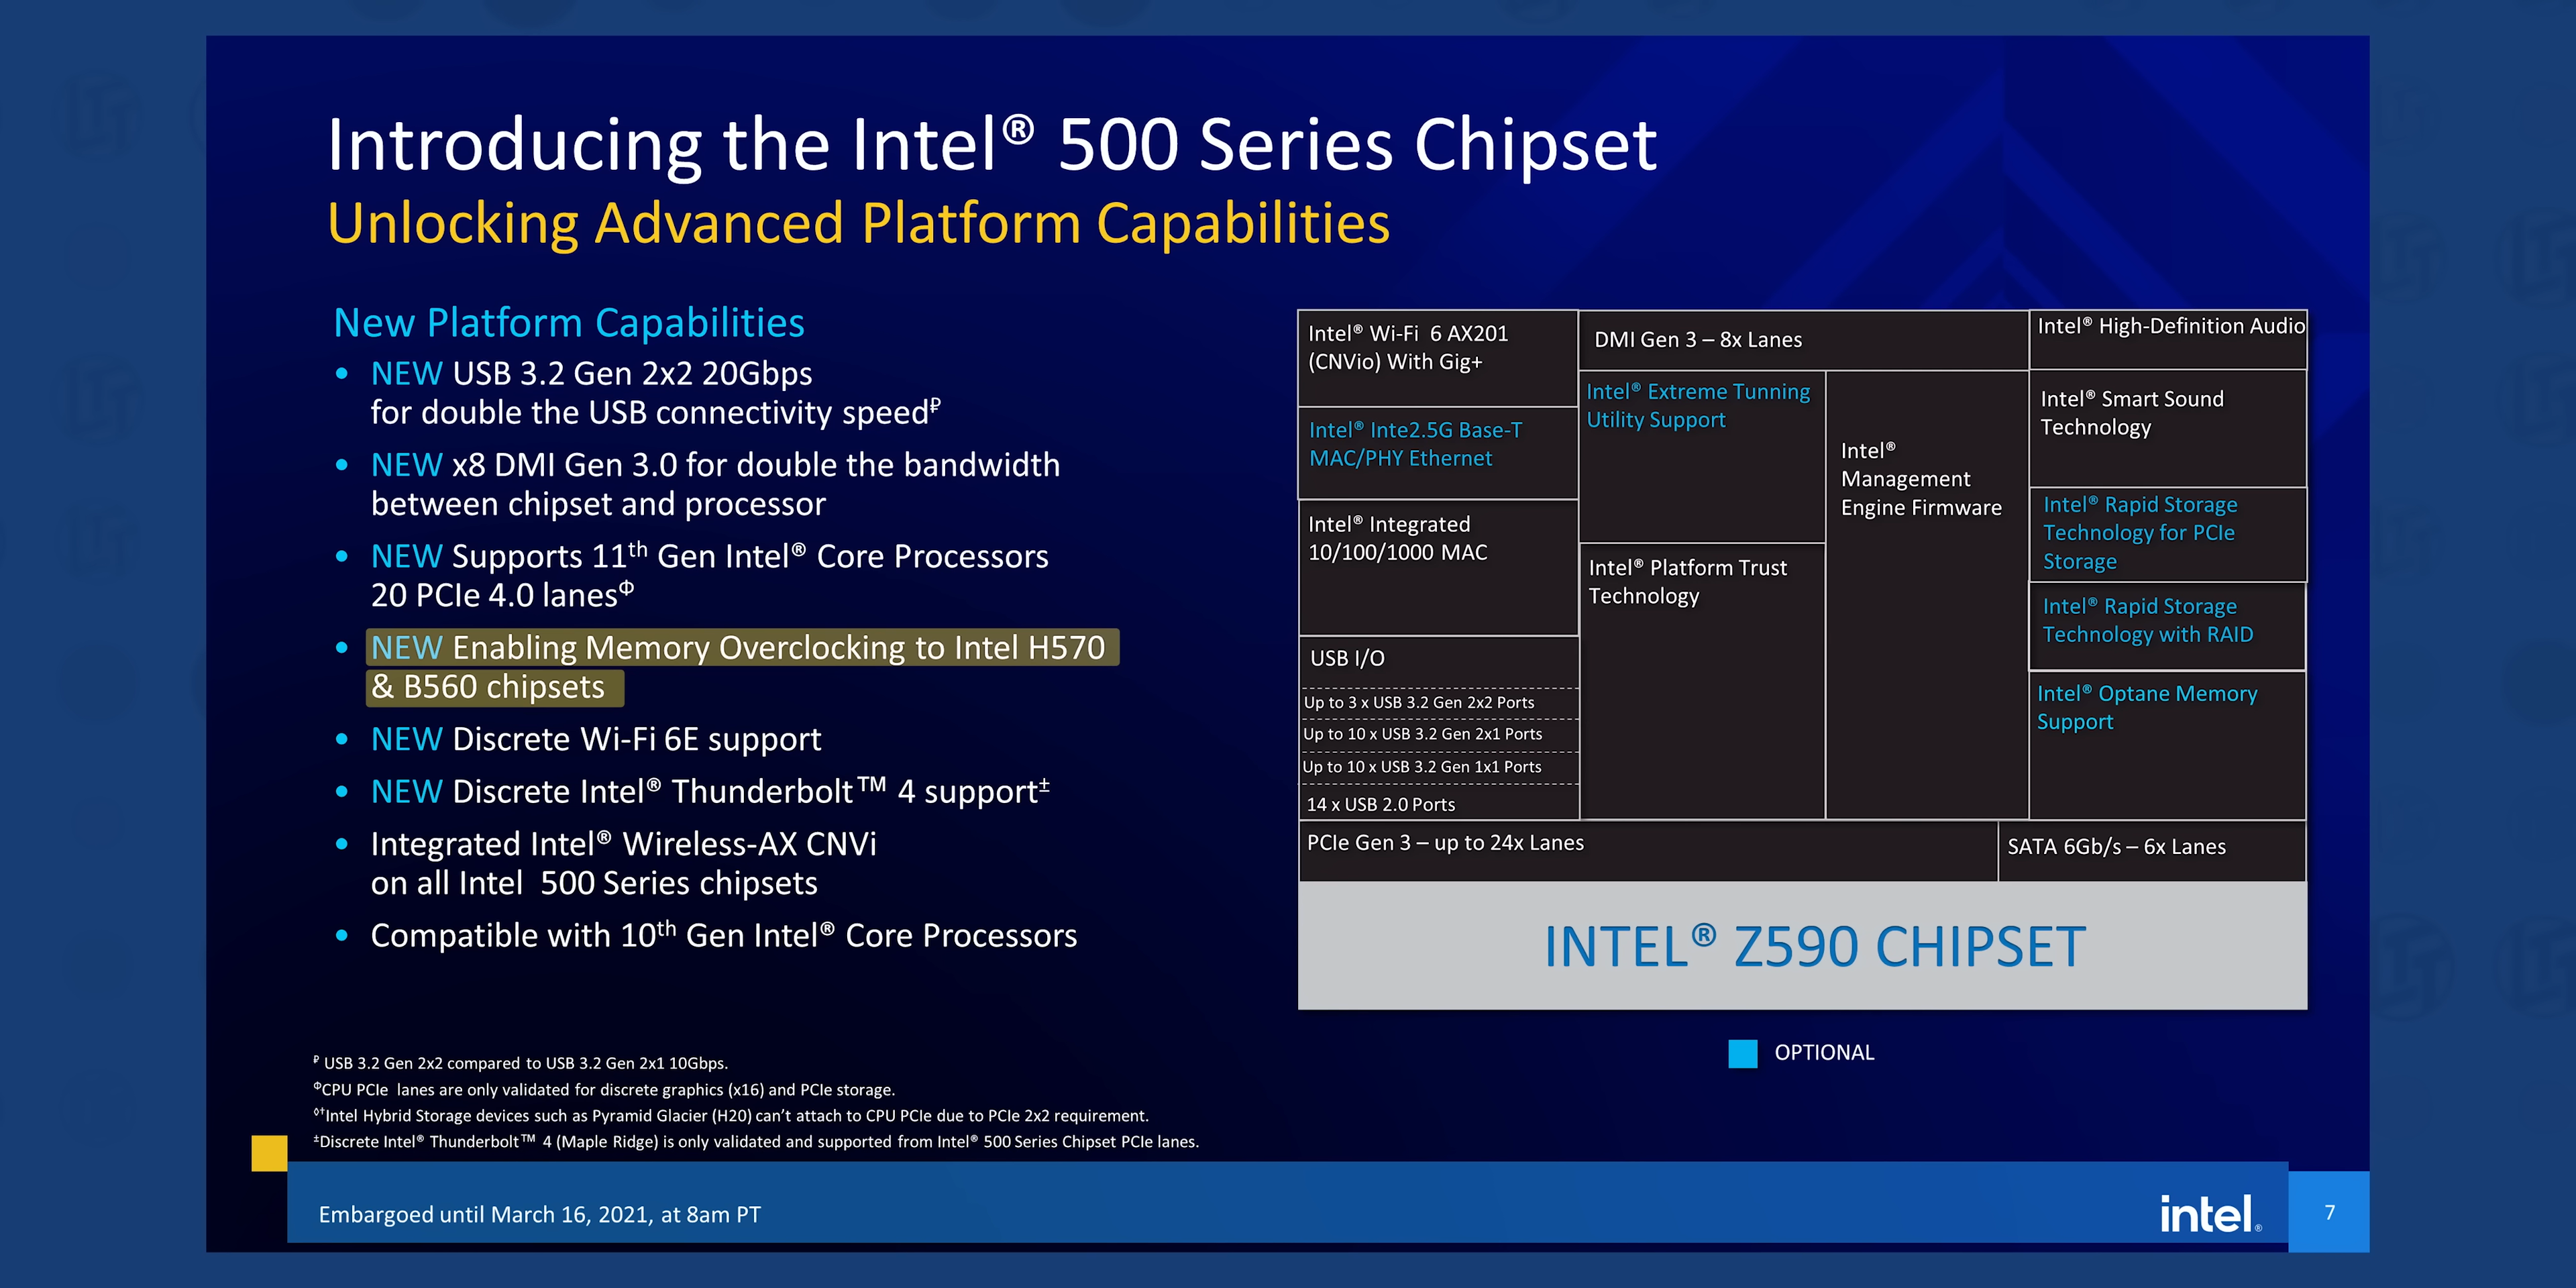 Introducing the Intel® 500 Series Chipset
Unlocking Advanced Platform Capabilities
New Platform Capabilities
• NEW USB 3.2 Gen 2x2 20Gbps
for double the USB connectivity speed₽
• NEW x8 DMI Gen 3.0 for double the bandwidth
between chipset and processor
• NEW Supports 11th Gen Intel® Core Processors
20 PCIe 4.0 lanesΦ
• NEW Enabling Memory Overclocking to Intel H570
& B560 chipsets
• NEW Discrete Wi-Fi 6E support
• NEW Discrete Intel® Thunderbolt™ 4 support±
• Integrated Intel® Wireless-AX CNVi
on all Intel 500 Series chipsets
• Compatible with 10th Gen Intel® Core Processors
Intel® Wi-Fi 6 AX201
(CNVio) With Gig+
Intel® Inte2.5G Base-T
MAC/PHY Ethernet
Intel® Integrated
10/100/1000 MAC
USB I/O
Up to 3 x USB 3.2 Gen 2x2 Ports
Up to 10 x USB 3.2 Gen 2x1 Ports
Up to 10 x USB 3.2 Gen 1x1 Ports
14 x USB 2.0 Ports
DMI Gen 3 – 8x Lanes
Intel® Extreme Tunning
Utility Support
Intel® Platform Trust
Technology
Intel®
Management
Engine Firmware
Intel® High-Definition Audio
Intel® Smart Sound
Technology
Intel® Rapid Storage
Technology for PCIe
Storage
Intel® Rapid Storage
Technology with RAID
Intel® Optane Memory
Support
PCIe Gen 3 – up to 24x Lanes
SATA 6Gb/s – 6x Lanes
INTEL® Z590 CHIPSET
OPTIONAL
₽ USB 3.2 Gen 2x2 compared to USB 3.2 Gen 2x1 10Gbps.
ΦCPU PCIe lanes are only validated for discrete graphics (x16) and PCIe storage.
◊†Intel Hybrid Storage devices such as Pyramid Glacier (H20) can't attach to CPU PCIe due to PCIe 2x2 requirement.
±Discrete Intel® Thunderbolt™ 4 (Maple Ridge) is only validated and supported from Intel® 500 Series Chipset PCIe lanes.
Embargoed until March 16, 2021, at 8am PT
intel®
7